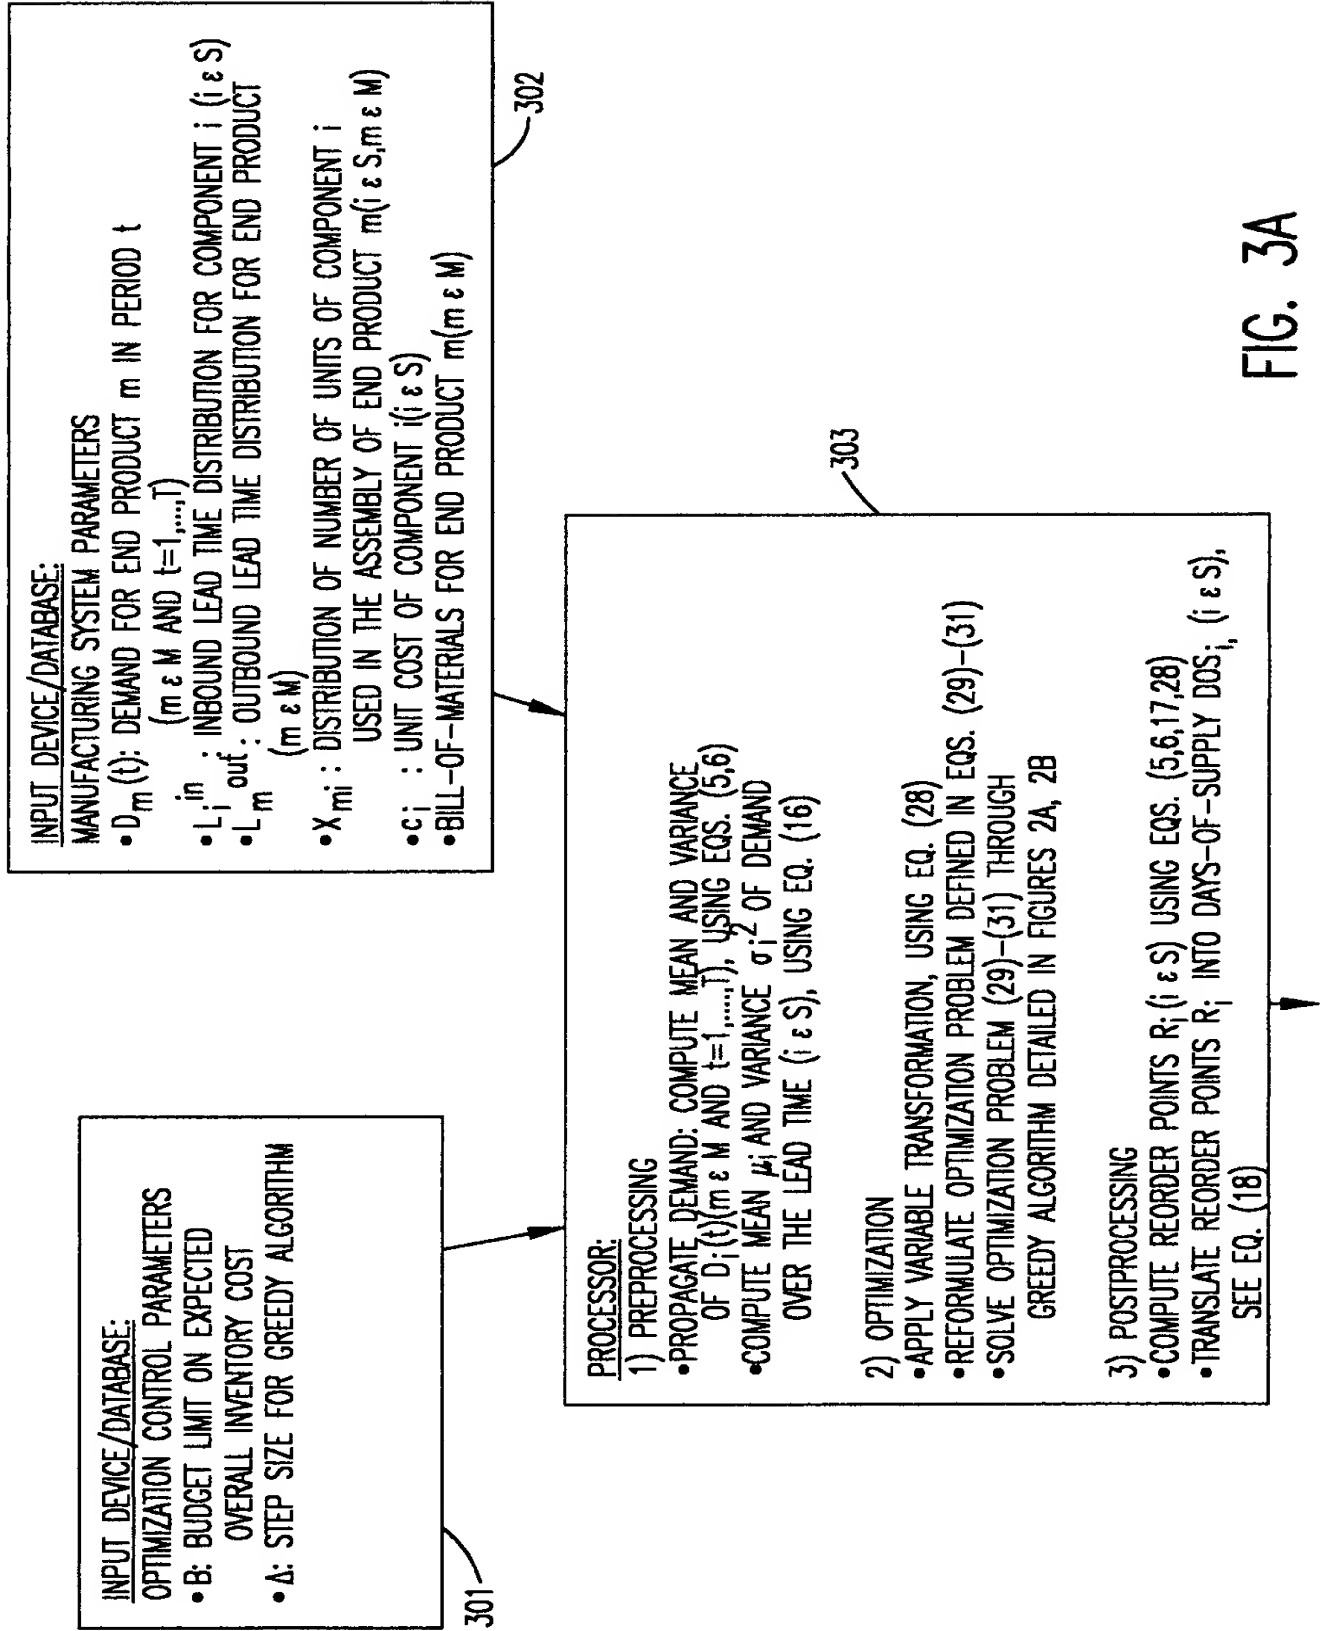 INPUT DEVICE/DATABASE:
OPTIMIZATION CONTROL PARAMETERS
• B: BUDGET LIMIT ON EXPECTED
OVERALL INVENTORY COST
• Δ: STEP SIZE FOR GREEDY ALGORITHM
301
INPUT DEVICE/DATABASE:
MANUFACTURING SYSTEM PARAMETERS
• D_m(t): DEMAND FOR END PRODUCT m IN PERIOD t
(m ε M AND t=1,...,T)
• L_i^in : INBOUND LEAD TIME DISTRIBUTION FOR COMPONENT i (i ε S)
• L_m^out : OUTBOUND LEAD TIME DISTRIBUTION FOR END PRODUCT
(m ε M)
• X_mi : DISTRIBUTION OF NUMBER OF UNITS OF COMPONENT i
USED IN THE ASSEMBLY OF END PRODUCT m(i ε S,m ε M)
• c_i : UNIT COST OF COMPONENT i(i ε S)
• BILL-OF-MATERIALS FOR END PRODUCT m(m ε M)
302
PROCESSOR:
1) PREPROCESSING
•PROPAGATE DEMAND: COMPUTE MEAN AND VARIANCE
OF D_i(t)(m ε M AND t=1,.....,T), USING EQS. (5,6)
•COMPUTE MEAN μ_i AND VARIANCE σ_i^2 OF DEMAND
OVER THE LEAD TIME (i ε S), USING EQ. (16)
2) OPTIMIZATION
•APPLY VARIABLE TRANSFORMATION, USING EQ. (28)
•REFORMULATE OPTIMIZATION PROBLEM DEFINED IN EQS. (29)-(31)
•SOLVE OPTIMIZATION PROBLEM (29)-(31) THROUGH
GREEDY ALGORITHM DETAILED IN FIGURES 2A, 2B
3) POSTPROCESSING
•COMPUTE REORDER POINTS R_i(i ε S) USING EQS. (5,6,17,28)
• TRANSLATE REORDER POINTS R_i INTO DAYS-OF-SUPPLY DOS_i, (i ε S),
SEE EQ. (18)
303
FIG. 3A